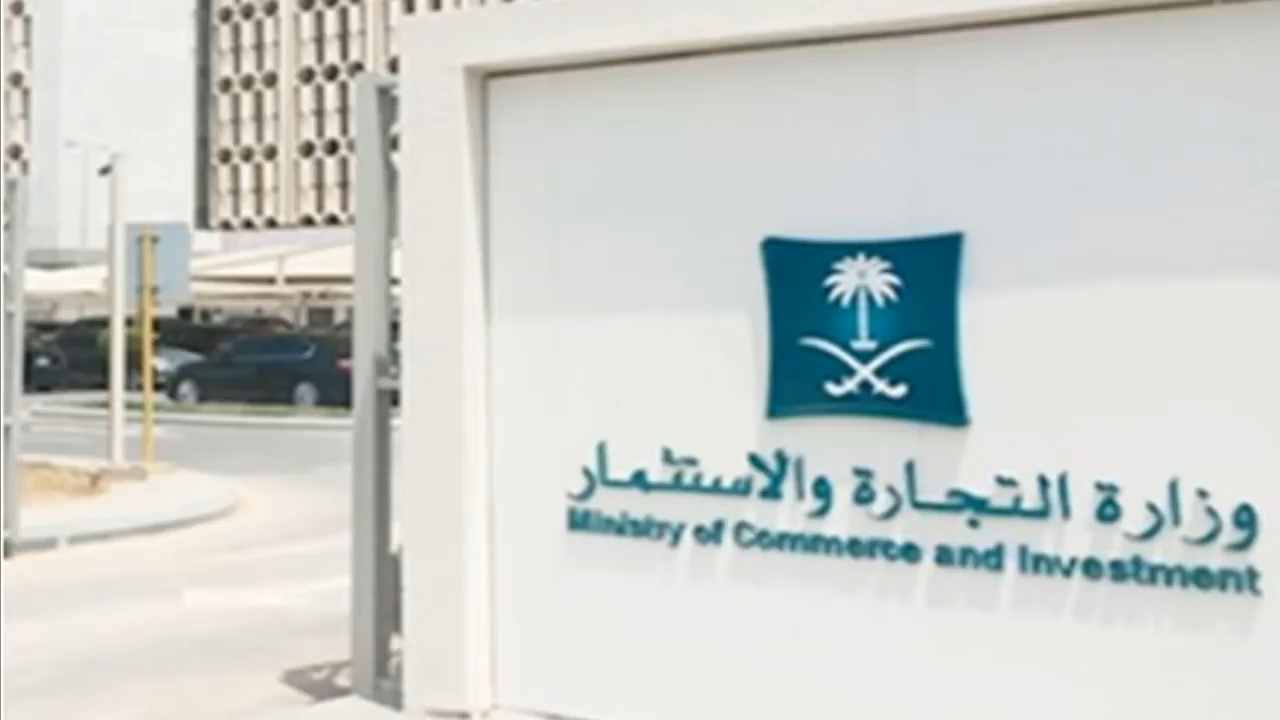 وزارة التجارة والاستثمار
Ministry of Commerce and Investment